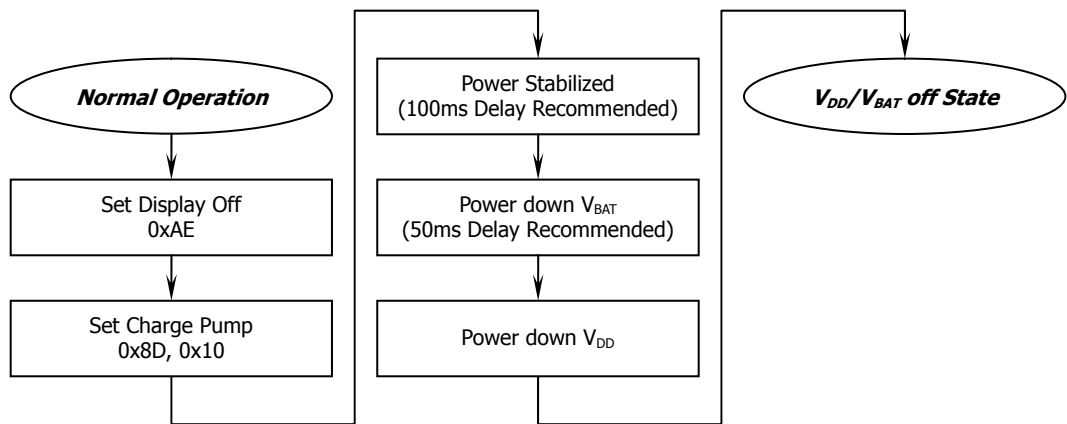 Normal Operation
Set Display Off
0xAE
Set Charge Pump
0x8D, 0x10
Power Stabilized
(100ms Delay Recommended)
Power down VBAT
(50ms Delay Recommended)
Power down VDD
VDD/VBAT off State